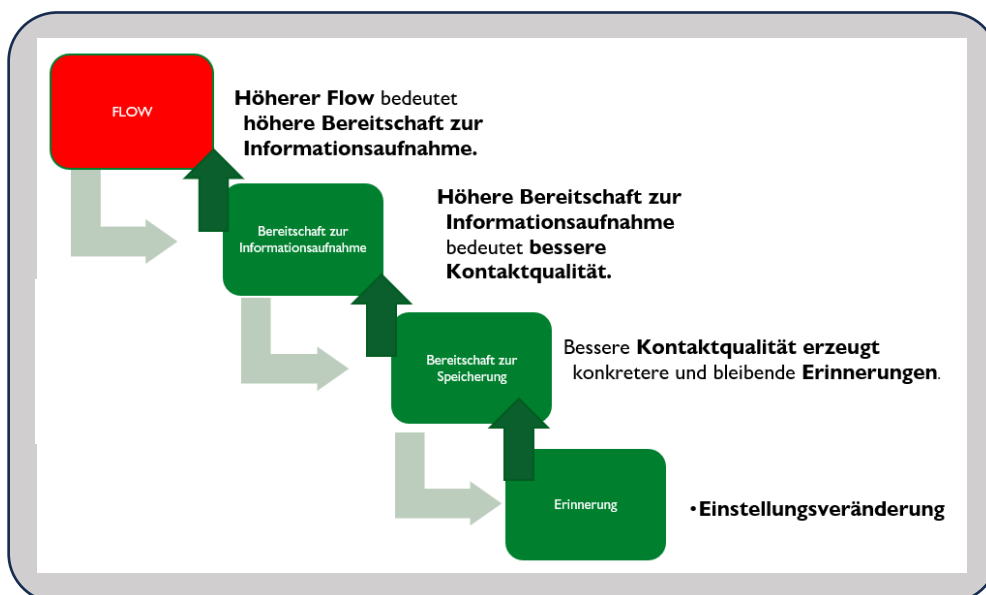 FLOW
Höherer Flow bedeutet
höhere Bereitschaft zur
Informationsaufnahme.
Bereitschaft zur
Informationsaufnahme
Höhere Bereitschaft zur
Informationsaufnahme
bedeutet bessere
Kontaktqualität.
Bereitschaft zur
Speicherung
Bessere Kontaktqualität erzeugt
konkretere und bleibende Erinnerungen.
Erinnerung
•Einstellungsveränderung